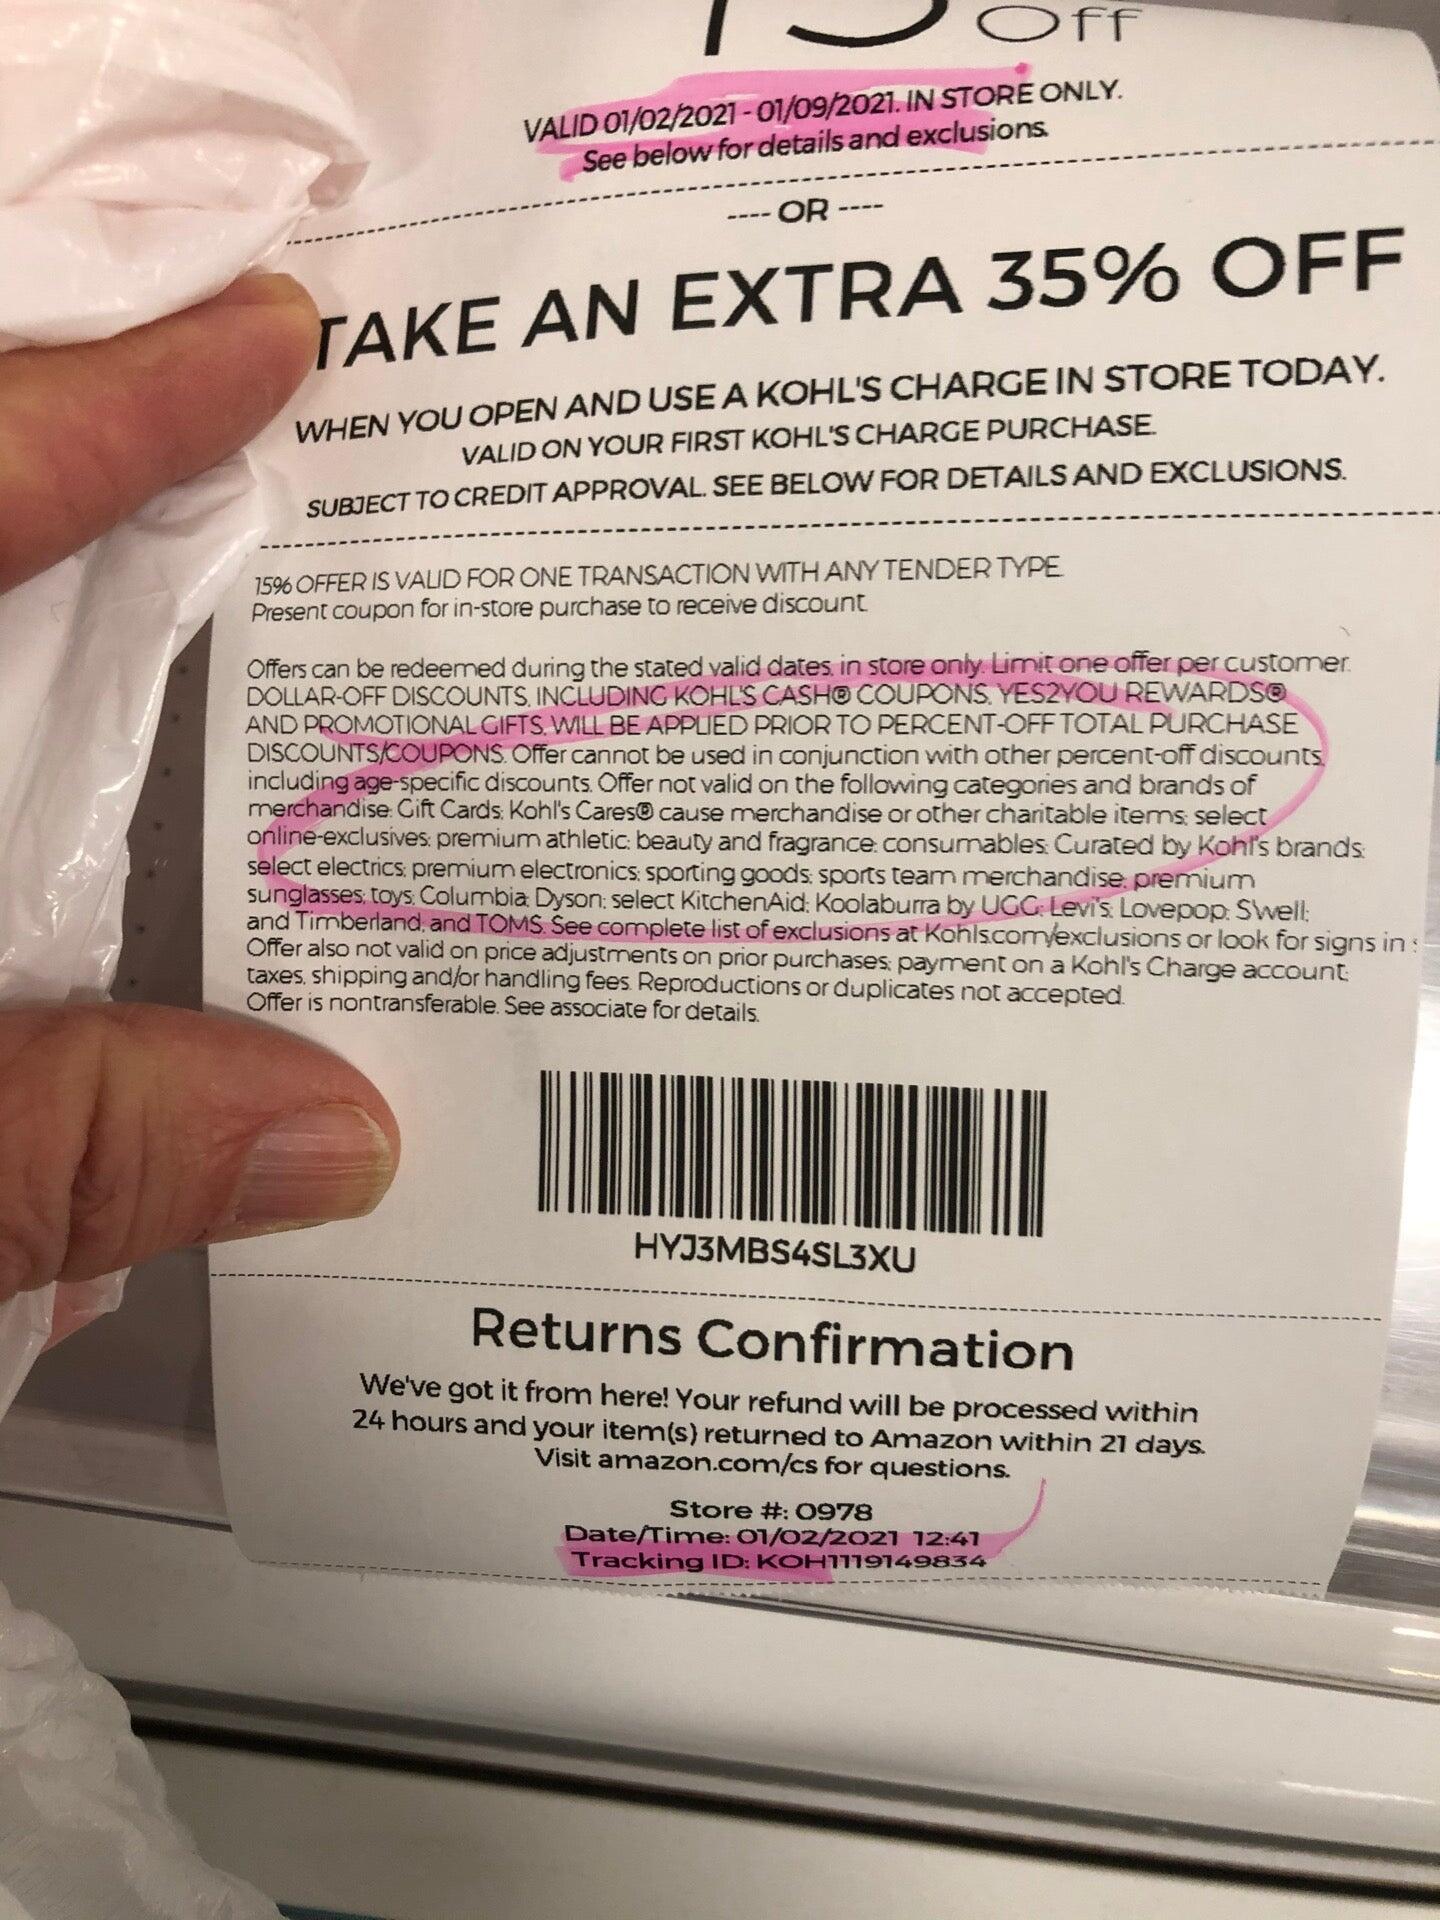 Off
VALID 01/02/2021 - 01/09/2021. IN STORE ONLY.
See below for details and exclusions.
---- OR ----
TAKE AN EXTRA 35% OFF
WHEN YOU OPEN AND USE A KOHL'S CHARGE IN STORE TODAY.
VALID ON YOUR FIRST KOHL'S CHARGE PURCHASE.
SUBJECT TO CREDIT APPROVAL. SEE BELOW FOR DETAILS AND EXCLUSIONS.
15% OFFER IS VALID FOR ONE TRANSACTION WITH ANY TENDER TYPE.
Present coupon for in-store purchase to receive discount.
Offers can be redeemed during the stated valid dates, in store only. Limit one offer per customer.
DOLLAR-OFF DISCOUNTS, INCLUDING KOHL'S CASH® COUPONS, YES2YOU REWARDS®
AND PROMOTIONAL GIFTS, WILL BE APPLIED PRIOR TO PERCENT-OFF TOTAL PURCHASE
DISCOUNTS/COUPONS. Offer cannot be used in conjunction with other percent-off discounts,
including age-specific discounts. Offer not valid on the following categories and brands of
merchandise: Gift Cards; Kohl's Cares® cause merchandise or other charitable items; select
online-exclusives; premium athletic; beauty and fragrance; consumables; Curated by Kohl's brands;
select electrics; premium electronics; sporting goods; sports team merchandise; premium
sunglasses; toys; Columbia; Dyson; select KitchenAid; Koolaburra by UGG; Levi's; Lovepop; S'well;
and Timberland; and TOMS. See complete list of exclusions at Kohls.com/exclusions or look for signs in
Offer also not valid on price adjustments on prior purchases; payment on a Kohl's Charge account;
taxes, shipping and/or handling fees. Reproductions or duplicates not accepted.
Offer is nontransferable. See associate for details.
HYJ3MBS4SL3XU
Returns Confirmation
We've got it from here! Your refund will be processed within
24 hours and your item(s) returned to Amazon within 21 days.
Visit amazon.com/cs for questions.
Store #: 0978
Date/Time: 01/02/2021 12:41
Tracking ID: KOH1119149834